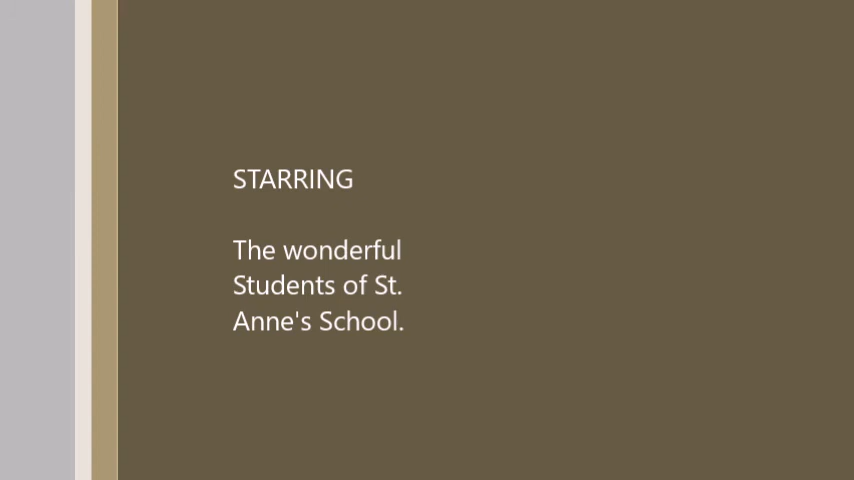 STARRING
The wonderful
Students of St.
Anne's School.